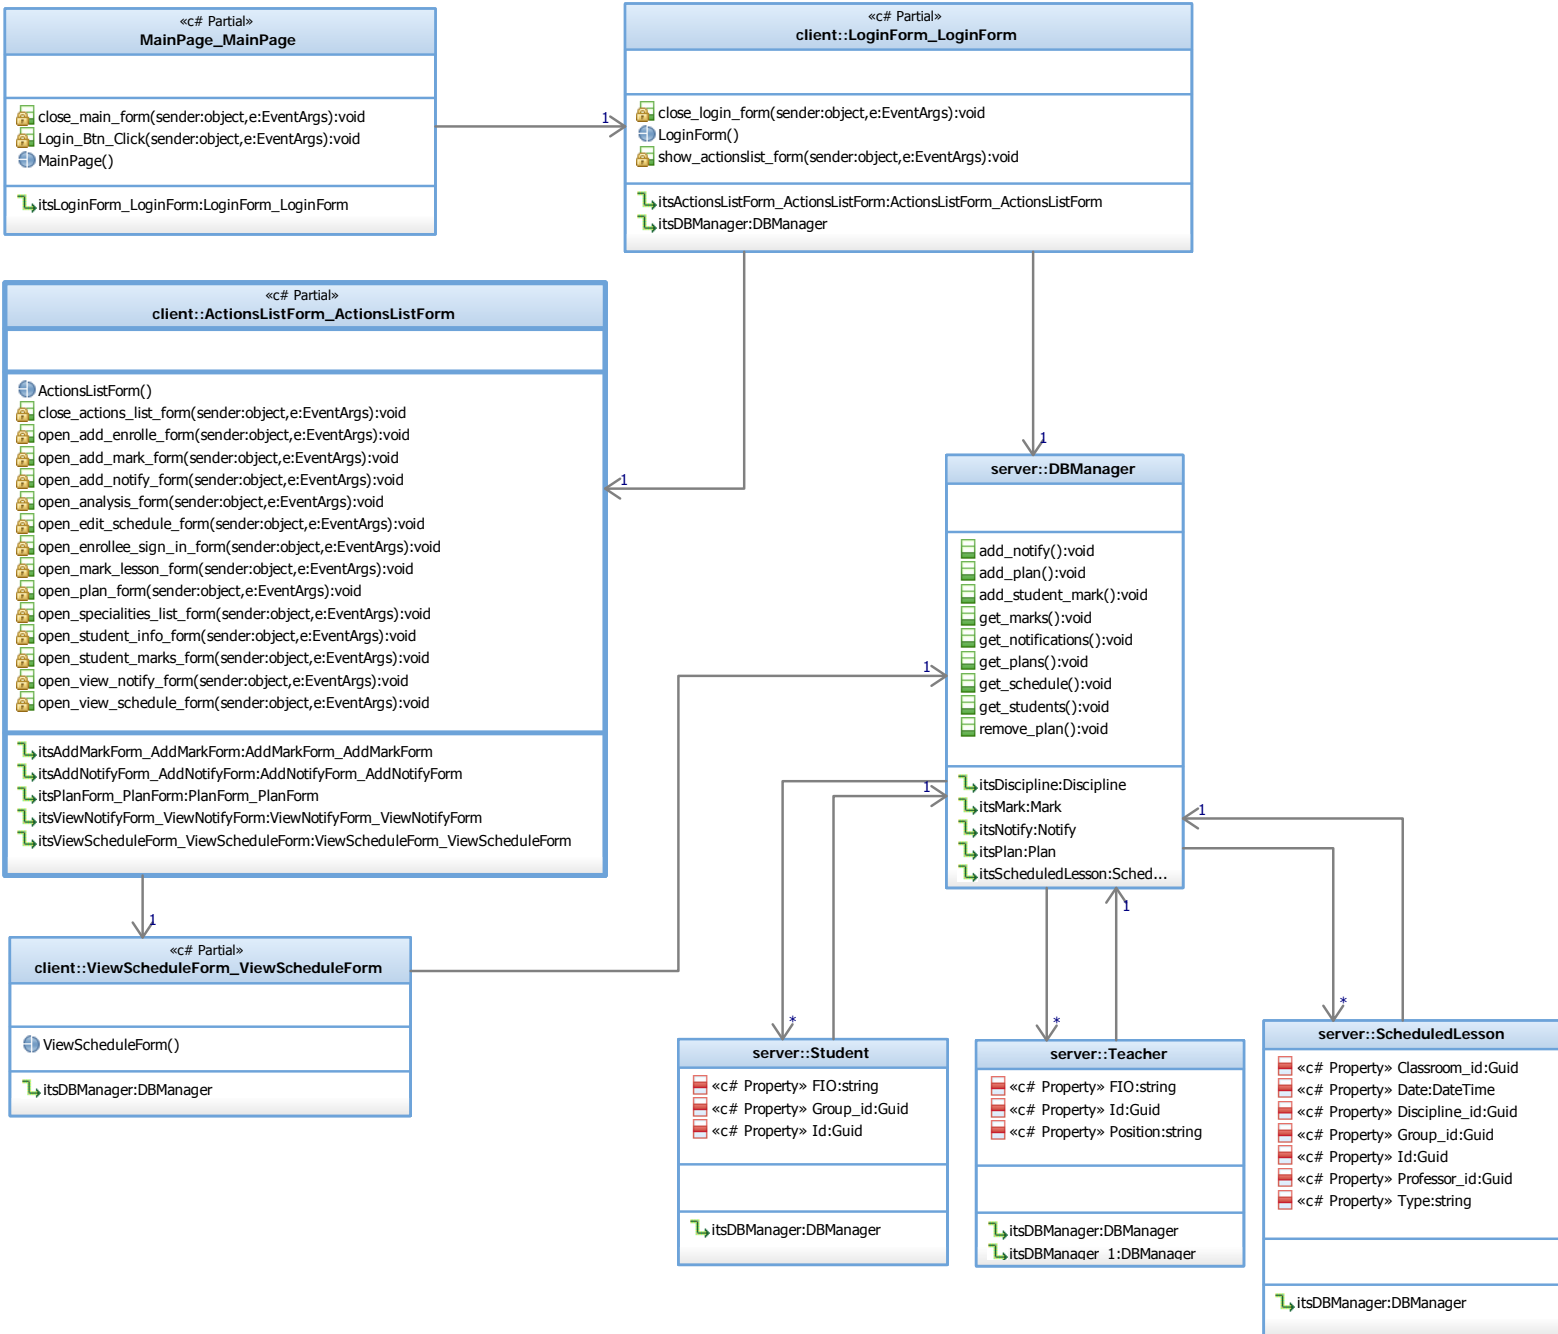 «c# Partial»
MainPage_MainPage
close_main_form(sender:object,e:EventArgs):void
Login_Btn_Click(sender:object,e:EventArgs):void
MainPage()
itsLoginForm_LoginForm:LoginForm_LoginForm
1
«c# Partial»
client::LoginForm_LoginForm
close_login_form(sender:object,e:EventArgs):void
LoginForm()
show_actionslist_form(sender:object,e:EventArgs):void
itsActionsListForm_ActionsListForm:ActionsListForm_ActionsListForm
itsDBManager:DBManager
«c# Partial»
client::ActionsListForm_ActionsListForm
ActionsListForm()
close_actions_list_form(sender:object,e:EventArgs):void
open_add_enrolle_form(sender:object,e:EventArgs):void
open_add_mark_form(sender:object,e:EventArgs):void
open_add_notify_form(sender:object,e:EventArgs):void
open_analysis_form(sender:object,e:EventArgs):void
open_edit_schedule_form(sender:object,e:EventArgs):void
open_enrollee_sign_in_form(sender:object,e:EventArgs):void
open_mark_lesson_form(sender:object,e:EventArgs):void
open_plan_form(sender:object,e:EventArgs):void
open_specialities_list_form(sender:object,e:EventArgs):void
open_student_info_form(sender:object,e:EventArgs):void
open_student_marks_form(sender:object,e:EventArgs):void
open_view_notify_form(sender:object,e:EventArgs):void
open_view_schedule_form(sender:object,e:EventArgs):void
itsAddMarkForm_AddMarkForm:AddMarkForm_AddMarkForm
itsAddNotifyForm_AddNotifyForm:AddNotifyForm_AddNotifyForm
itsPlanForm_PlanForm:PlanForm_PlanForm
itsViewNotifyForm_ViewNotifyForm:ViewNotifyForm_ViewNotifyForm
itsViewScheduleForm_ViewScheduleForm:ViewScheduleForm_ViewScheduleForm
1
1
server::DBManager
add_notify():void
add_plan():void
add_student_mark():void
get_marks():void
get_notifications():void
get_plans():void
get_schedule():void
get_students():void
remove_plan():void
itsDiscipline:Discipline
itsMark:Mark
itsNotify:Notify
itsPlan:Plan
itsScheduledLesson:Sched...
1
1
1
1
1
«c# Partial»
client::ViewScheduleForm_ViewScheduleForm
ViewScheduleForm()
itsDBManager:DBManager
*
server::Student
«c# Property» FIO:string
«c# Property» Group_id:Guid
«c# Property» Id:Guid
itsDBManager:DBManager
*
server::Teacher
«c# Property» FIO:string
«c# Property» Id:Guid
«c# Property» Position:string
itsDBManager:DBManager
itsDBManager_1:DBManager
*
server::ScheduledLesson
«c# Property» Classroom_id:Guid
«c# Property» Date:DateTime
«c# Property» Discipline_id:Guid
«c# Property» Group_id:Guid
«c# Property» Id:Guid
«c# Property» Professor_id:Guid
«c# Property» Type:string
itsDBManager:DBManager